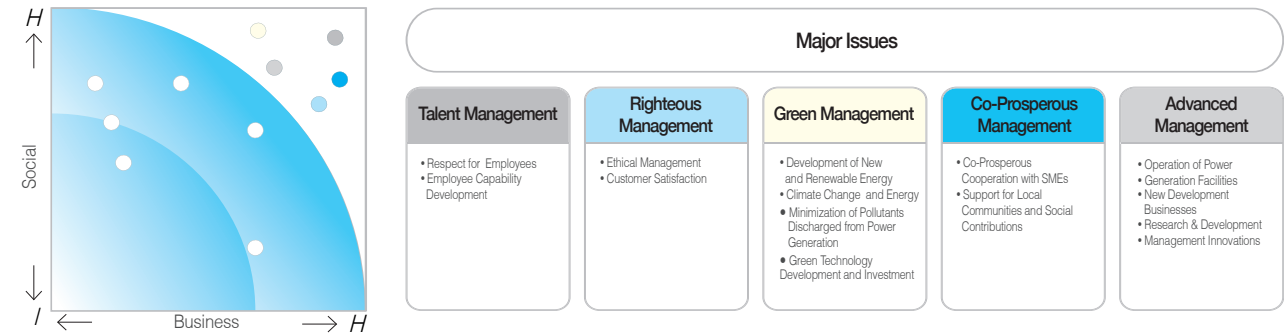 H
Social
I
Business
H
Major Issues
Talent Management
• Respect for Employees
• Employee Capability
Development
Righteous
Management
• Ethical Management
• Customer Satisfaction
Green Management
• Development of New
and Renewable Energy
• Climate Change and Energy
• Minimization of Pollutants
Discharged from Power
Generation
• Green Technology
Development and Investment
Co-Prosperous
Management
• Co-Prosperous
Cooperation with SMEs
• Support for Local
Communities and Social
Contributions
Advanced
Management
• Operation of Power
• Generation Facilities
• New Development
Businesses
• Research & Development
• Management Innovations